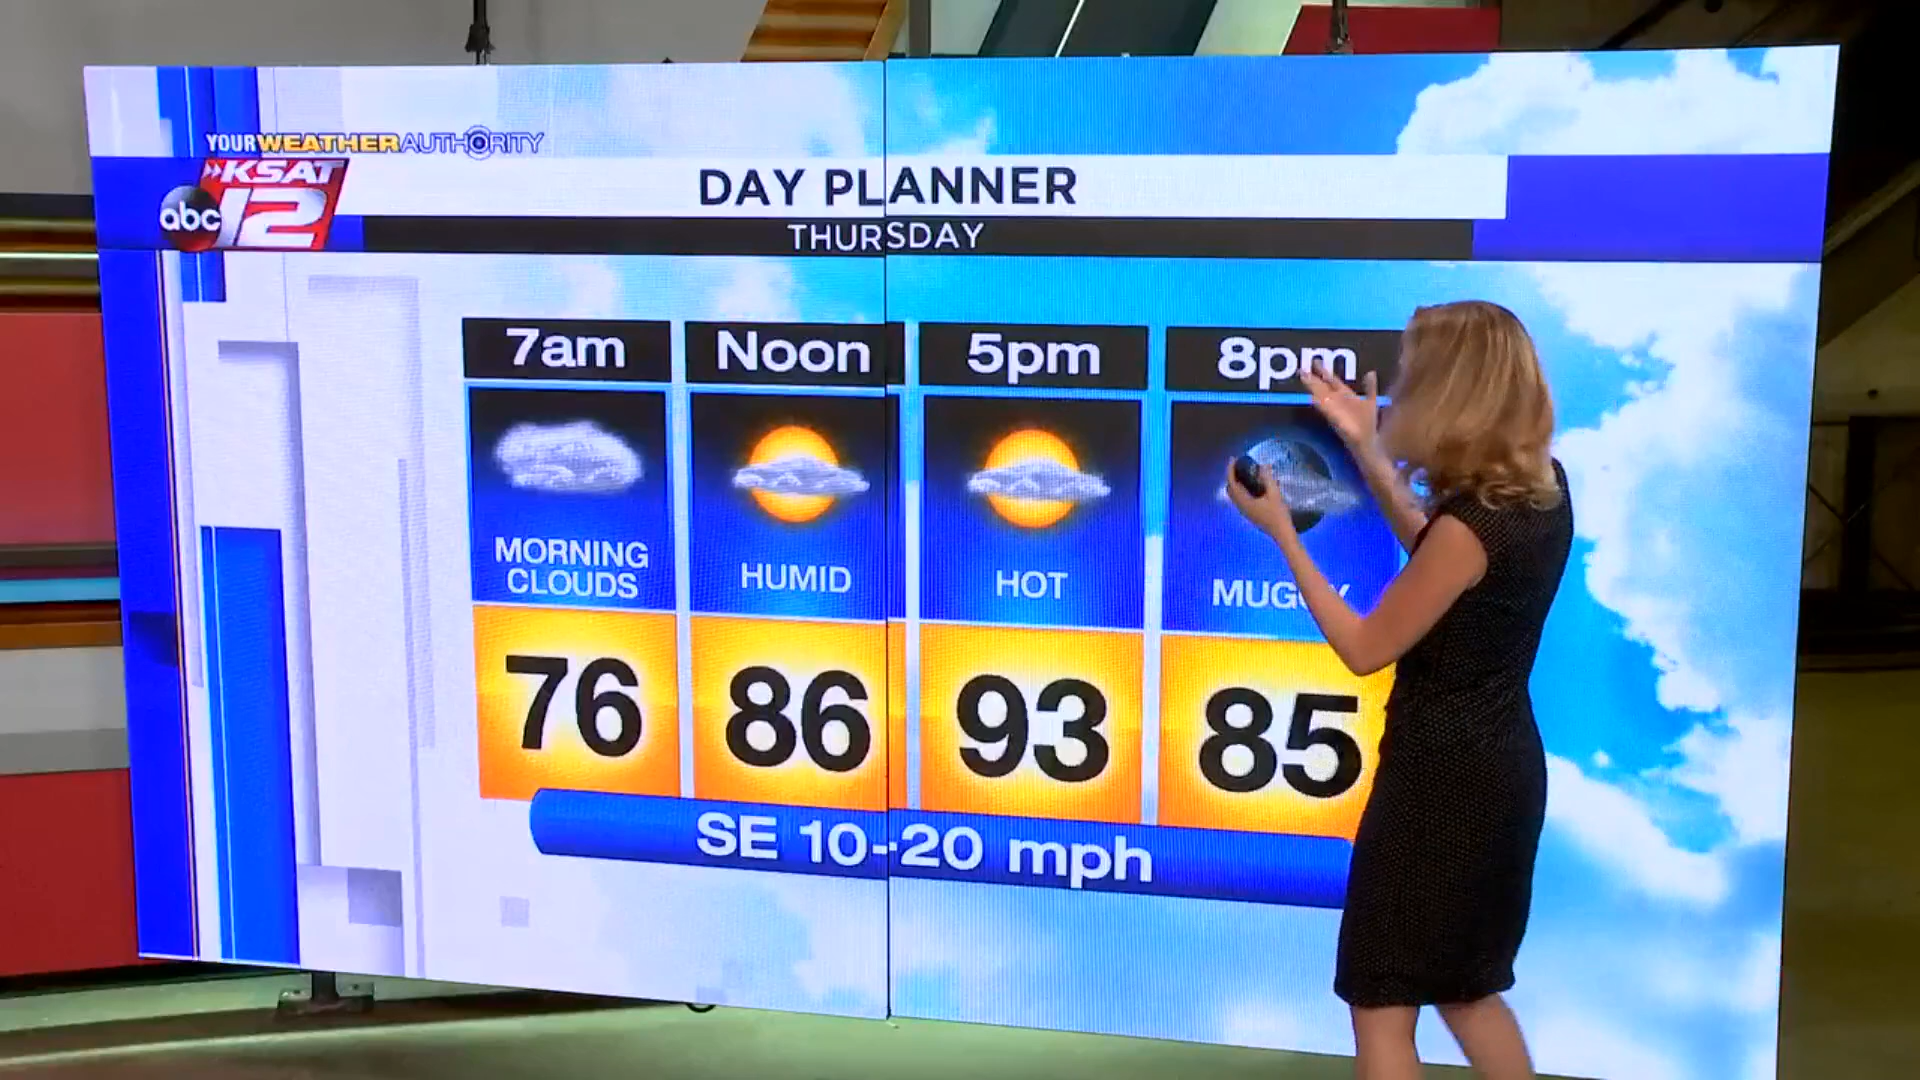 YOUR WEATHER AUTHORITY
KSAT
abc 12
DAY PLANNER
THURSDAY
7am Noon 5pm 8pm
MORNING
CLOUDS
HUMID HOT MUGGY
76 86 93 85
SE 10-20 mph